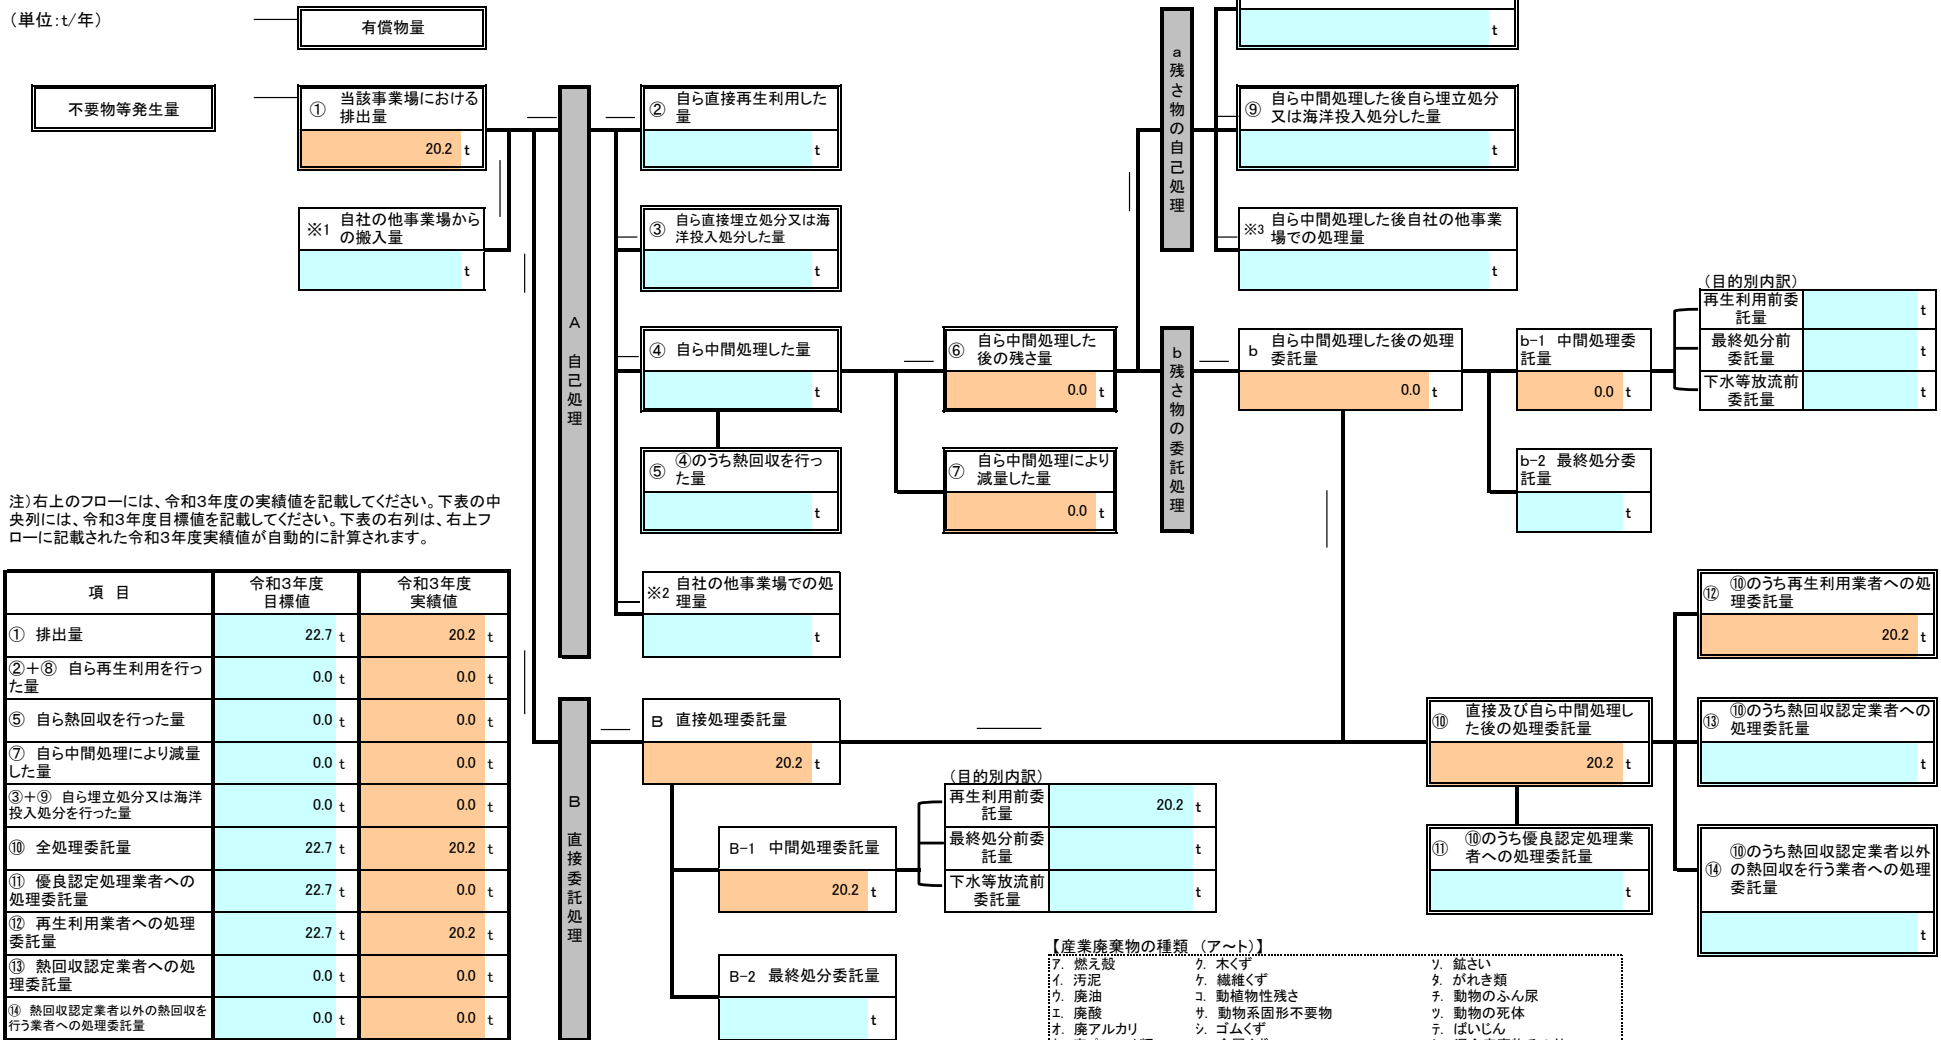 (単位:t/年)
有償物量
t
不要物等発生量
① 当該事業場における
排出量
20.2 t
※1 自社の他事業場から
の搬入量
t
A 自己処理
② 自ら直接再生利用した
量
t
③ 自ら直接埋立処分又は海
洋投入処分した量
t
④ 自ら中間処理した量
t
⑤ ④のうち熱回収を行っ
た量
t
※2 自社の他事業場での処
理量
t
⑥ 自ら中間処理した
後の残さ量
0.0 t
⑦ 自ら中間処理により
減量した量
0.0 t
a残さ物の自己処理
⑨ 自ら中間処理した後自ら埋立処分
又は海洋投入処分した量
t
※3 自ら中間処理した後自社の他事業
場での処理量
t
b残さ物の委託処理
b 自ら中間処理した後の処理
委託量
0.0 t
b-1 中間処理委
託量
0.0 t
b-2 最終処分委
託量
t
(目的別内訳)
再生利用前委
託量
t
最終処分前
委託量
t
下水等放流前
委託量
t
注)右上のフローには、令和3年度の実績値を記載してください。下表の中
央列には、令和3年度目標値を記載してください。下表の右列は、右上フ
ローに記載された令和3年度実績値が自動的に計算されます。
項 目 令和3年度 令和3年度
目標値 実績値
① 排出量 22.7 t 20.2 t
②+⑧ 自ら再生利用を行っ
た量 0.0 t 0.0 t
⑤ 自ら熱回収を行った量 0.0 t 0.0 t
⑦ 自ら中間処理により減量
した量 0.0 t 0.0 t
③+⑨ 自ら埋立処分又は海洋
投入処分を行った量 0.0 t 0.0 t
⑩ 全処理委託量 22.7 t 20.2 t
⑪ 優良認定処理業者への
処理委託量 22.7 t 0.0 t
⑫ 再生利用業者への処理
委託量 22.7 t 20.2 t
⑬ 熱回収認定業者への処
理委託量 0.0 t 0.0 t
⑭ 熱回収認定業者以外の熱回収を
行う業者への処理委託量 0.0 t 0.0 t
B 直接委託処理
B 直接処理委託量
20.2 t
B-1 中間処理委託量
20.2 t
B-2 最終処分委託量
t
(目的別内訳)
再生利用前委
託量
20.2 t
最終処分前委
託量
t
下水等放流前
委託量
t
⑩ 直接及び自ら中間処理し
た後の処理委託量
20.2 t
⑪ ⑩のうち優良認定処理業
者への処理委託量
t
⑫ ⑩のうち再生利用業者への処
理委託量
20.2 t
⑬ ⑩のうち熱回収認定業者への
処理委託量
t
⑭ ⑩のうち熱回収認定業者以外
の熱回収を行う業者への処理
委託量
t
【産業廃棄物の種類 (ア~ト)】
ア. 燃え殻 ク. 木くず ソ. 鉱さい
イ. 汚泥 ケ. 繊維くず タ. がれき類
ウ. 廃油 コ. 動植物性残さ チ. 動物のふん尿
エ. 廃酸 サ. 動物系固形不要物 ツ. 動物の死体
オ. 廃アルカリ シ. ゴムくず テ. ばいじん